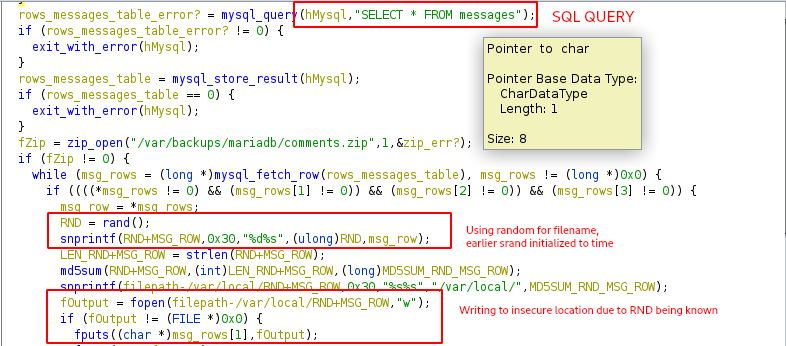 rows_messages_table_error? = mysql_query(hMysql,"SELECT * FROM messages"); SQL QUERY
if (rows_messages_table_error? != 0) {
exit_with_error(hMysql);
}
rows_messages_table = mysql_store_result(hMysql);
if (rows_messages_table == 0) {
exit_with_error(hMysql);
}
Pointer to char
Pointer Base Data Type:
CharDataType
Length: 1
Size: 8
fZip = zip_open("/var/backups/mariadb/comments.zip",1,&zip_err?);
if (fZip != 0) {
while (msg_rows = (long *)mysql_fetch_row(rows_messages_table), msg_rows != (long *)0x0) {
if ((((*msg_rows != 0) && (msg_rows[1] != 0)) && (msg_rows[2] != 0)) && (msg_rows[3] != 0)) {
msg_row = *msg_rows;
RND = rand();
snprintf(RND+MSG_ROW,0x30,"%d%s",(ulong)RND,msg_row);
Using random for filename,
earlier srand initialized to time
LEN_RND+MSG_ROW = strlen(RND+MSG_ROW);
md5sum(RND+MSG_ROW,(int)LEN_RND+MSG_ROW,(long)MD5SUM_RND_MSG_ROW);
snprintf(filepath-/var/local/RND+MSG_ROW,0x30,"%s%s","/var/local/",MD5SUM_RND_MSG_ROW);
fOutput = fopen(filepath-/var/local/RND+MSG_ROW,"w");
if (fOutput != (FILE *)0x0) {
fputs((char *)msg_rows[1],fOutput);
Writing to insecure location due to RND being known